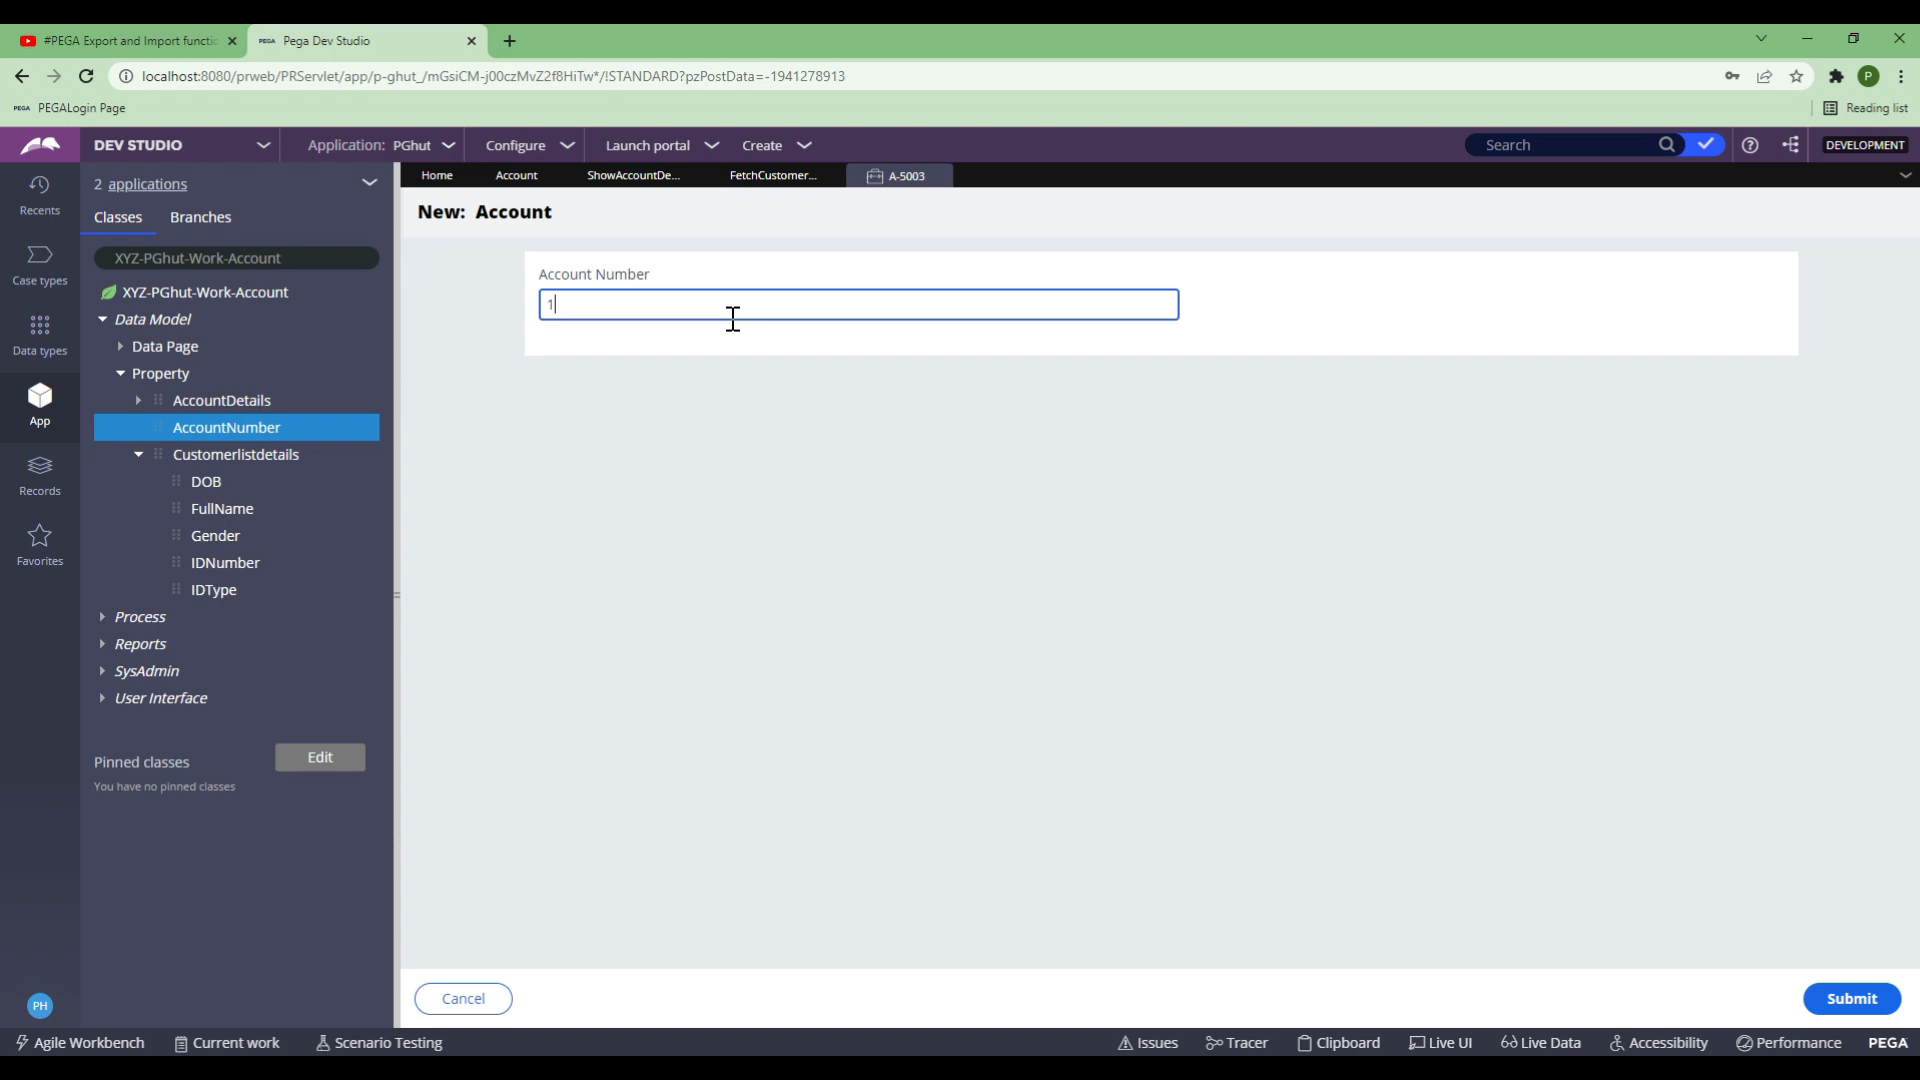 #PEGA Export and Import functio
PEGA Pega Dev Studio
localhost:8080/prweb/PRServlet/app/p-ghut_/mGsiCM-j00czMvZ2f8HiTw*/!STANDARD?pzPostData=-1941278913
P
PEGA PEGALogin Page
Reading list
DEV STUDIO
Application: PGhut
Configure
Launch portal
Create
Search
DEVELOPMENT
Recents
Case types
Data types
App
Records
Favorites
PH
2 applications
Classes
Branches
XYZ-PGhut-Work-Account
XYZ-PGhut-Work-Account
Data Model
Data Page
Property
AccountDetails
AccountNumber
Customerlistdetails
DOB
FullName
Gender
IDNumber
IDType
Process
Reports
SysAdmin
User Interface
Pinned classes
Edit
You have no pinned classes
Home
Account
ShowAccountDe...
FetchCustomer...
A-5003
New: Account
Account Number
1
Cancel
Submit
Agile Workbench
Current work
Scenario Testing
Issues
Tracer
Clipboard
Live UI
Live Data
Accessibility
Performance
PEGA